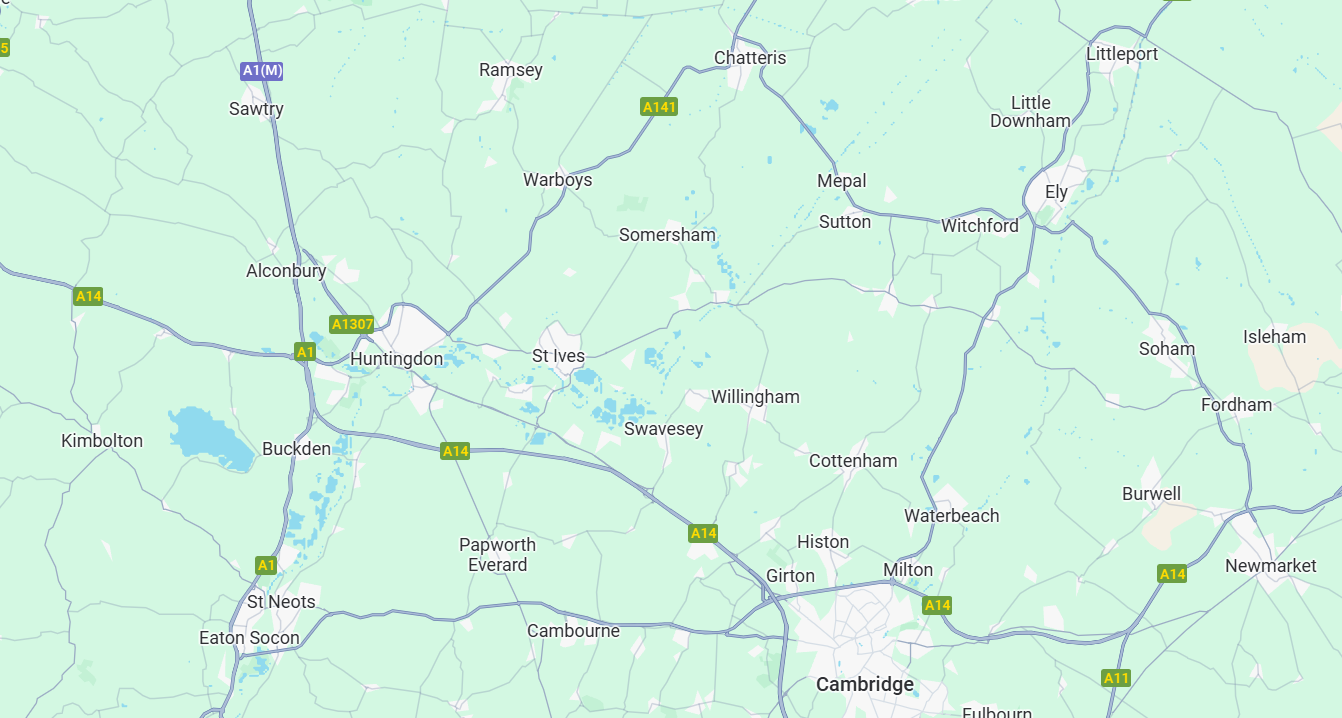 Chatteris
Littleport
5
A1(M)
Ramsey
Sawtry
A141
Little
Downham
Warboys
Mepal
Ely
Sutton
Witchford
Somersham
Alconbury
A14
A1307
Isleham
Soham
A1
Huntingdon
St Ives
Willingham
Fordham
Swavesey
Kimbolton
Buckden
A14
Cottenham
Burwell
Waterbeach
A14
Histon
Papworth
Everard
A1
Girton
Milton
Newmarket
A14
St Neots
A14
Cambourne
Eaton Socon
A11
Cambridge
Fulbourn